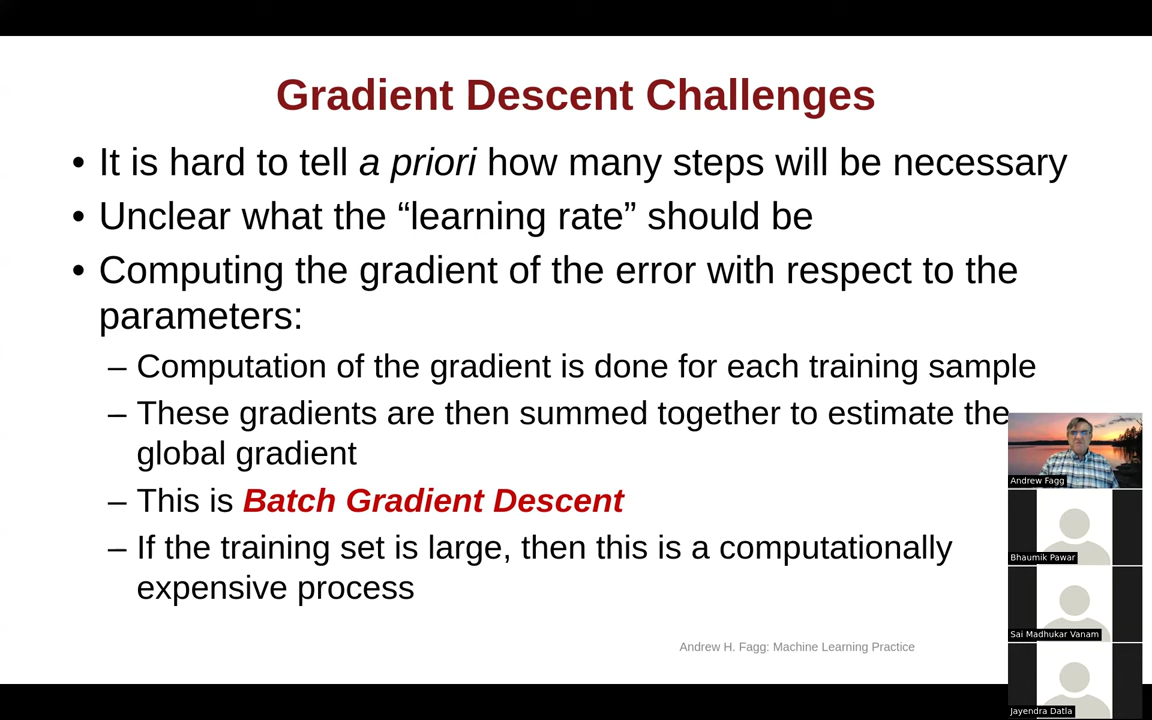 Gradient Descent Challenges
• It is hard to tell a priori how many steps will be necessary
• Unclear what the “learning rate” should be
• Computing the gradient of the error with respect to the
parameters:
– Computation of the gradient is done for each training sample
– These gradients are then summed together to estimate the
global gradient
– This is Batch Gradient Descent
– If the training set is large, then this is a computationally
expensive process
Andrew H. Fagg: Machine Learning Practice
Andrew Fagg
Bhaumik Pawar
Sai Madhukar Vanam
Jayendra Datla